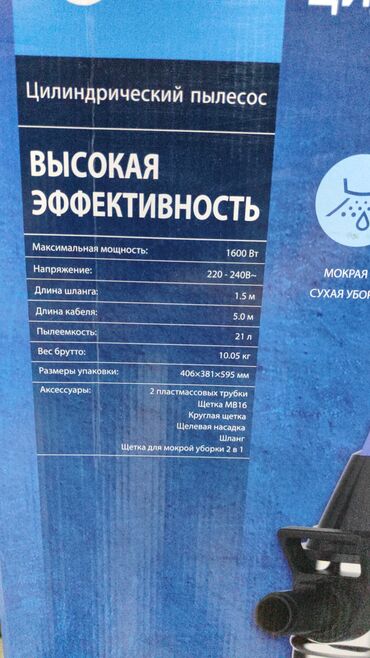 Цилиндрический пылесос
ВЫСОКАЯ
ЭФФЕКТИВНОСТЬ
Максимальная мощность: 1600 Вт
Напряжение: 220 - 240В~
Длина шланга: 1.5 м
Длина кабеля: 5.0 м
Пылеемкость: 21 л
Вес брутто: 10.05 кг
Размеры упаковки: 406×381×595 мм
Аксессуары: 2 пластмассовых трубки
Щетка МВ16
Круглая щетка
Щелевая насадка
Шланг
Щетка для мокрой уборки 2 в 1
МОКРАЯ
СУХАЯ УБОР